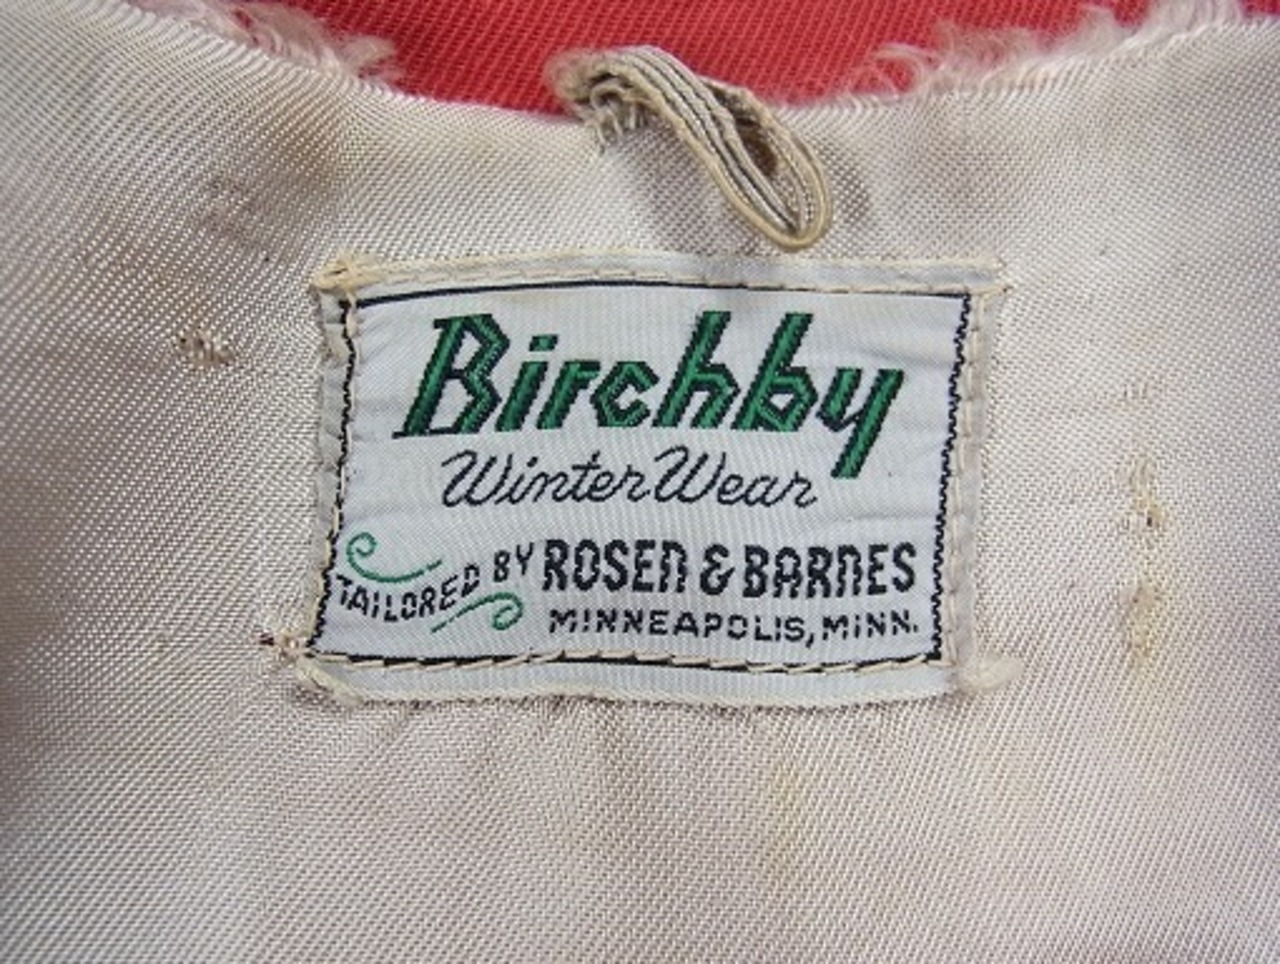 Birchby
Winter Wear
TAILORED BY ROSEN & BARNES
MINNEAPOLIS, MINN.